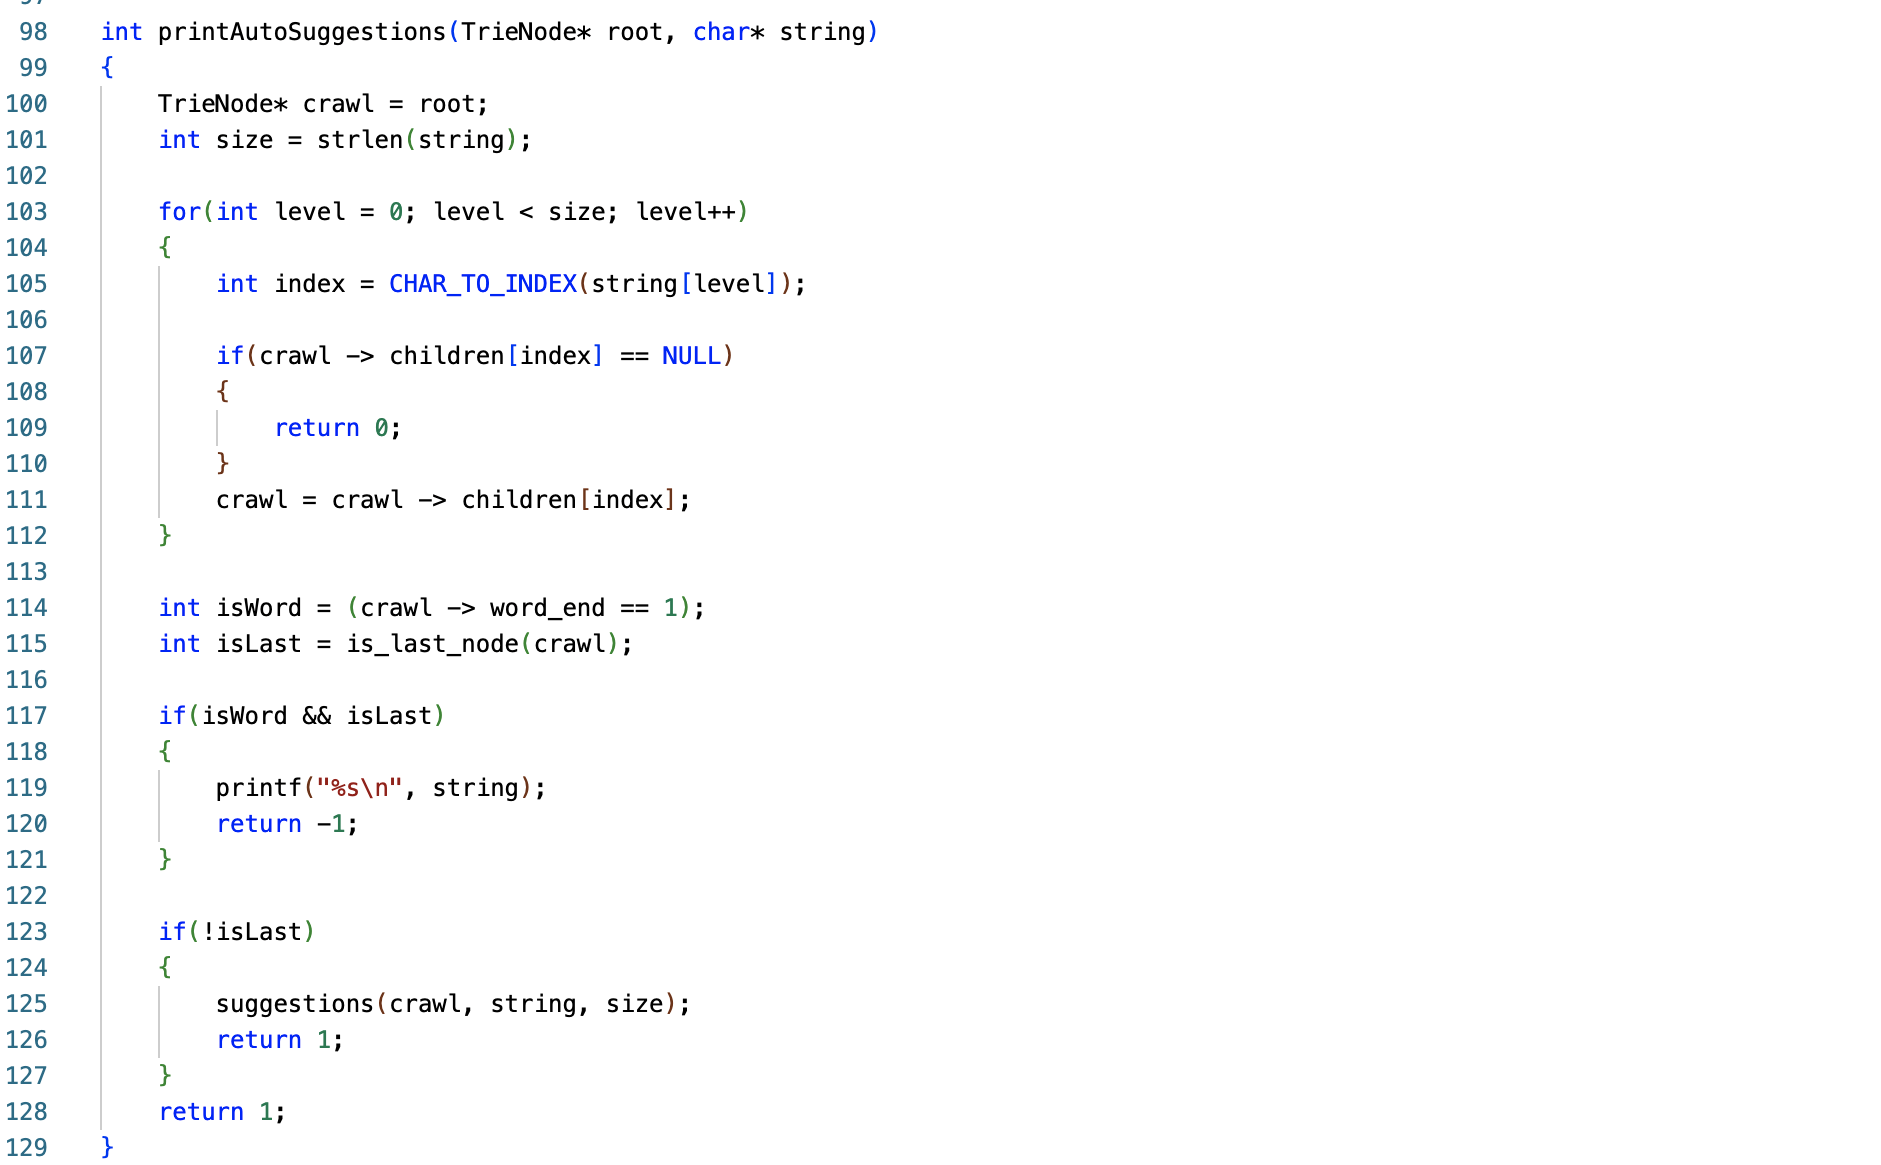 98 int printAutoSuggestions(TrieNode* root, char* string)
99 {
100 TrieNode* crawl = root;
101 int size = strlen(string);
102
103 for(int level = 0; level < size; level++)
104 {
105 int index = CHAR_TO_INDEX(string[level]);
106
107 if(crawl -> children[index] == NULL)
108 {
109 return 0;
110 }
111 crawl = crawl -> children[index];
112 }
113
114 int isWord = (crawl -> word_end == 1);
115 int isLast = is_last_node(crawl);
116
117 if(isWord && isLast)
118 {
119 printf("%s\n", string);
120 return -1;
121 }
122
123 if(!isLast)
124 {
125 suggestions(crawl, string, size);
126 return 1;
127 }
128 return 1;
129 }